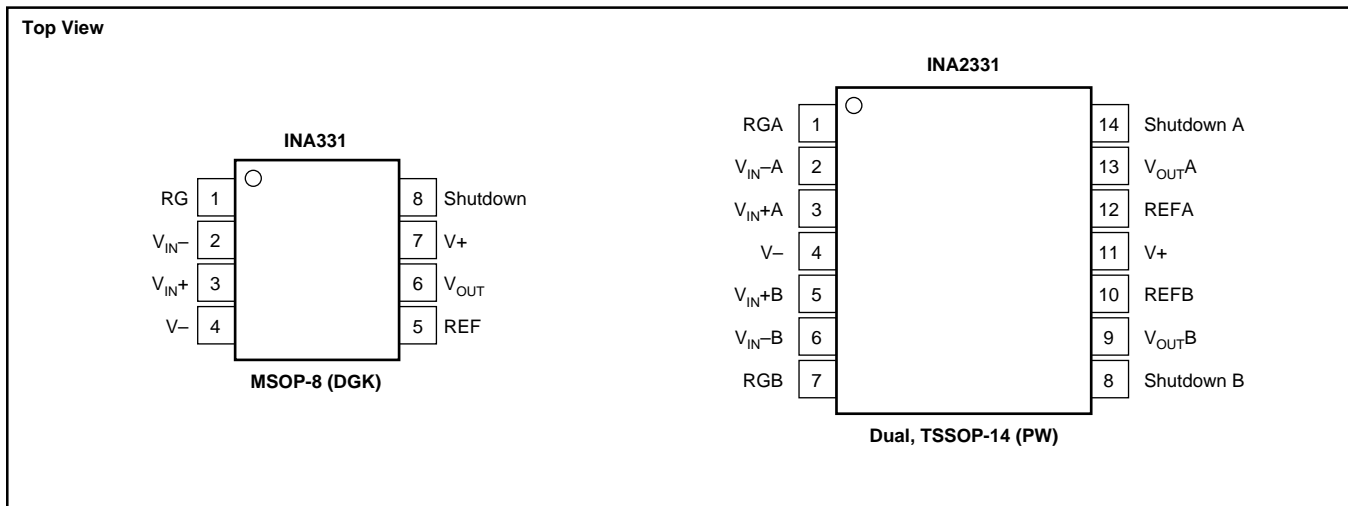 Top View
INA331
RG 1 8 Shutdown
V_IN– 2 7 V+
V_IN+ 3 6 V_OUT
V– 4 5 REF
MSOP-8 (DGK)
INA2331
RGA 1 14 Shutdown A
V_IN–A 2 13 V_OUTA
V_IN+A 3 12 REFA
V– 4 11 V+
V_IN+B 5 10 REFB
V_IN–B 6 9 V_OUTB
RGB 7 8 Shutdown B
Dual, TSSOP-14 (PW)